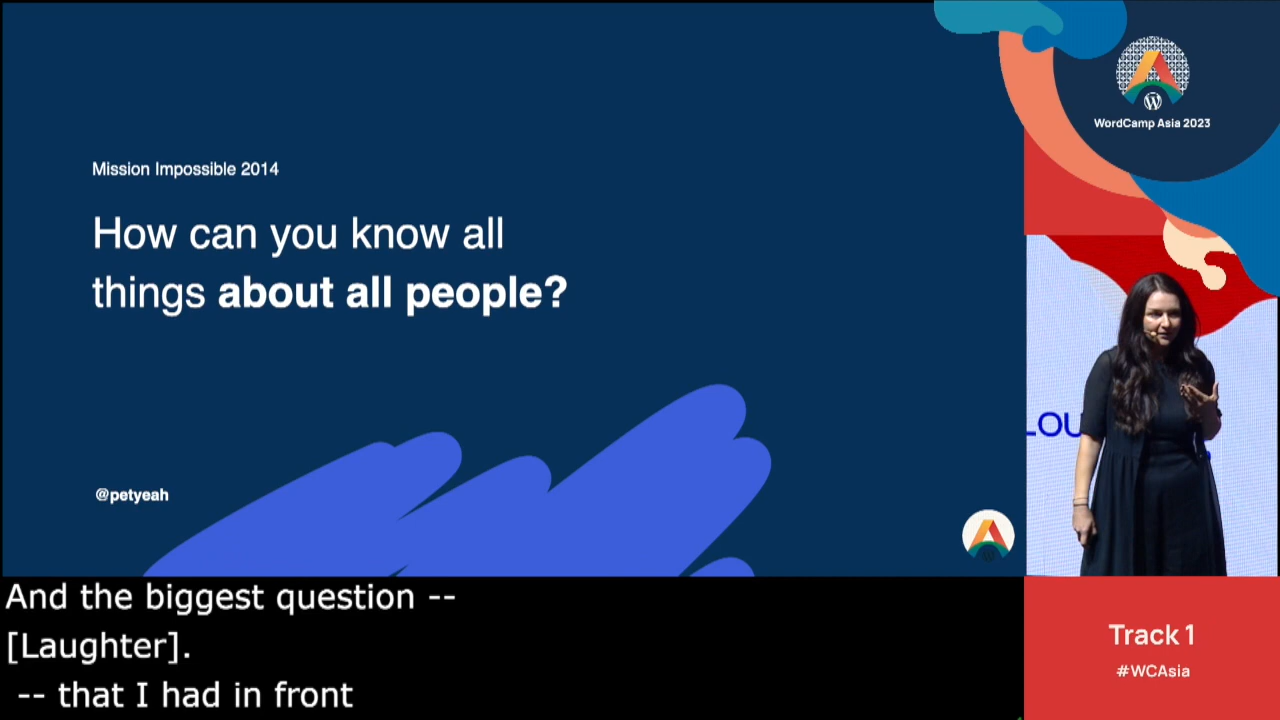 Mission Impossible 2014
How can you know all
things about all people?
@petyeah
WordCamp Asia 2023
Track 1
#WCAsia
And the biggest question --
[Laughter].
-- that I had in front